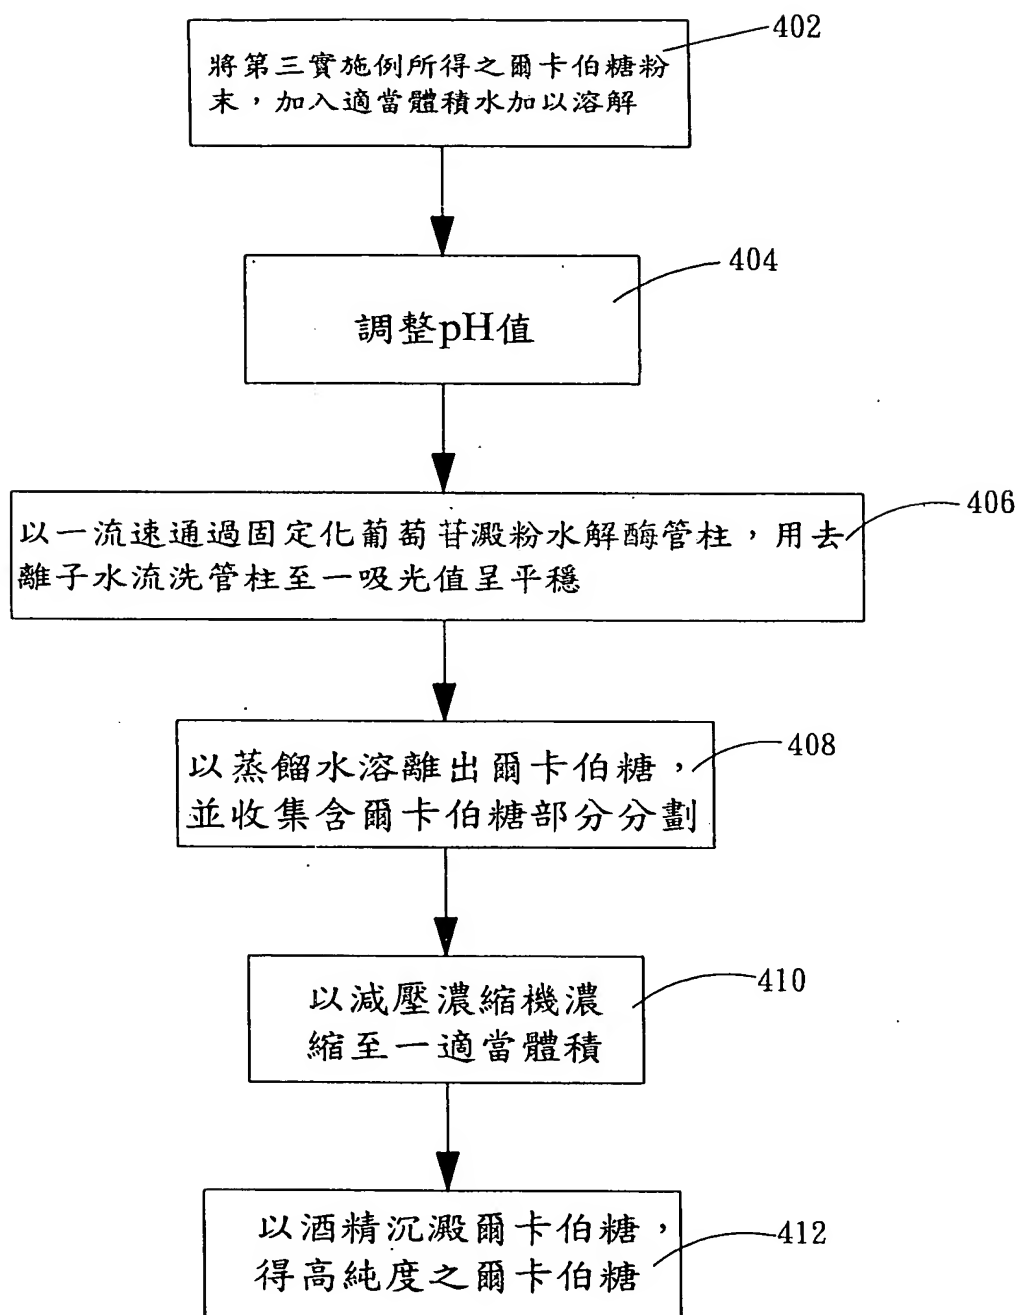 402
將第三實施例所得之爾卡伯糖粉
末，加入適當體積水加以溶解
404
調整pH值
406
以一流速通過固定化葡萄苷澱粉水解酶管柱，用去
離子水流洗管柱至一吸光值呈平穩
408
以蒸餾水溶離出爾卡伯糖，
並收集含爾卡伯糖部分分劃
410
以減壓濃縮機濃
縮至一適當體積
412
以酒精沉澱爾卡伯糖，
得高純度之爾卡伯糖